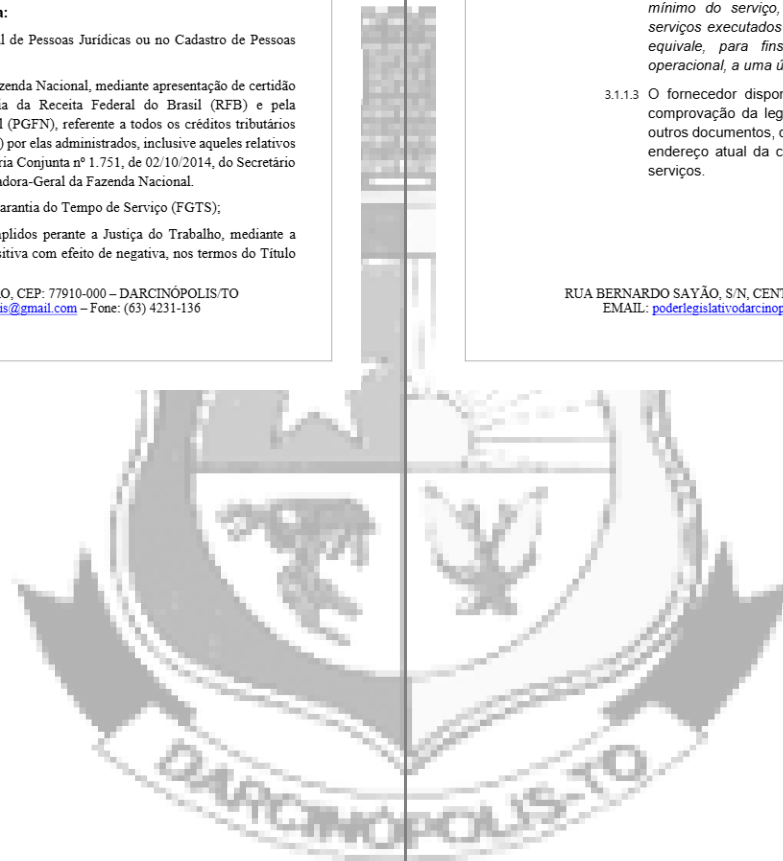 a:
l de Pessoas Jurídicas ou no Cadastro de Pessoas
zenda Nacional, mediante apresentação de certidão
ia da Receita Federal do Brasil (RFB) e pela
l (PGFN), referente a todos os créditos tributários
) por elas administrados, inclusive aqueles relativos
ria Conjunta nº 1.751, de 02/10/2014, do Secretário
adora-Geral da Fazenda Nacional.
arantia do Tempo de Serviço (FGTS);
plidos perante a Justiça do Trabalho, mediante a
sitiva com efeito de negativa, nos termos do Título
O, CEP: 77910-000 – DARCINÓPOLIS/TO
is@gmail.com – Fone: (63) 4231-136
mínimo do serviço,
serviços executados
equivale, para fins
operacional, a uma ú
3.1.1.3 O fornecedor dispor
comprovação da leg
outros documentos, c
endereço atual da c
serviços.
RUA BERNARDO SAYÃO, S/N, CENT
EMAIL: poderlegislativodarcinop
DARCINÓPOLIS-TO